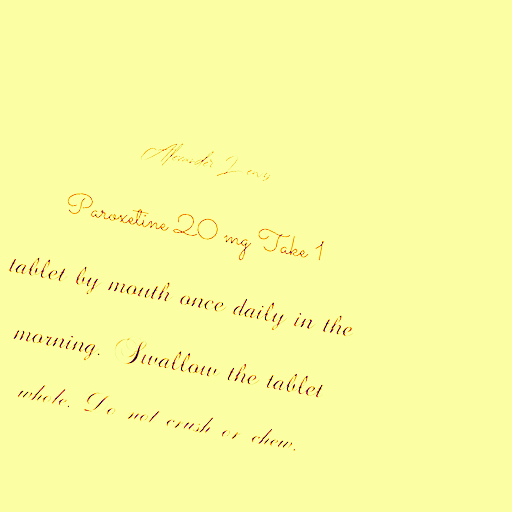 Alexander Lewis
Paroxetine 20 mg Take 1
tablet by mouth once daily in the
morning. Swallow the tablet
whole. Do not crush or chew.